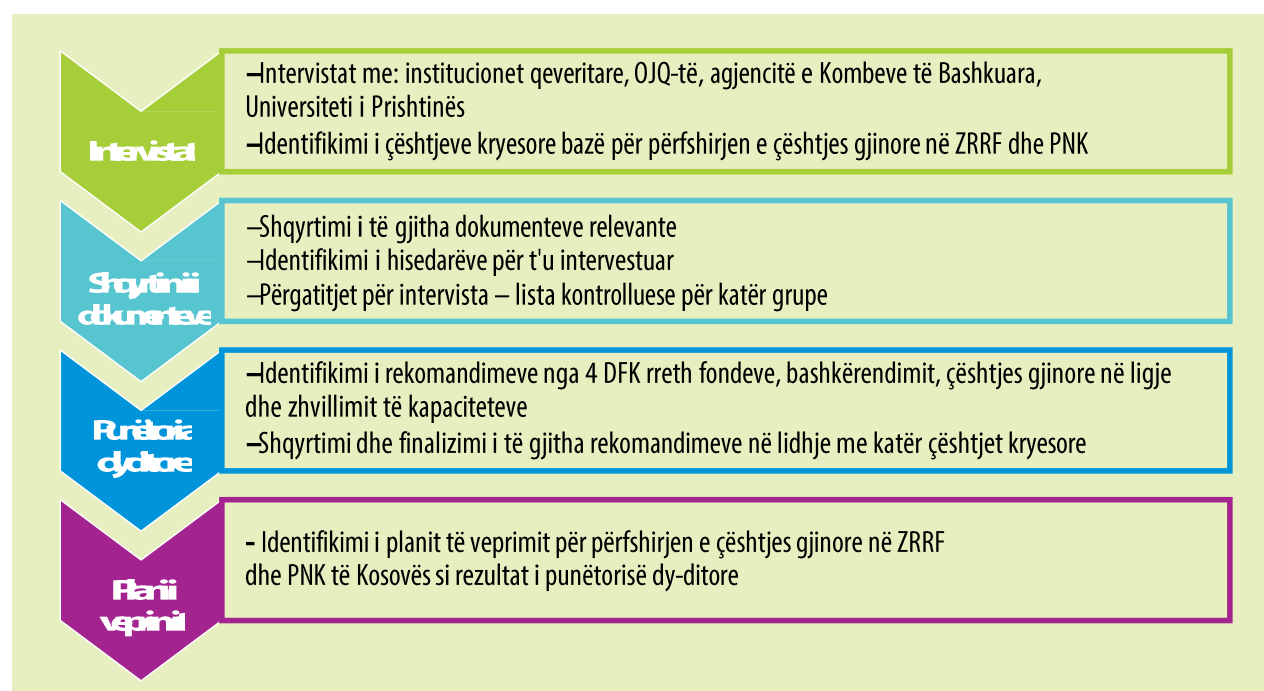 Intervistat
–Intervistat me: institucionet qeveritare, OJQ-të, agjencitë e Kombeve të Bashkuara,
Universiteti i Prishtinës
–Identifikimi i çështjeve kryesore bazë për përfshirjen e çështjes gjinore në ZRRF dhe PNK
Shqyrtimi i
dokumenteve
–Shqyrtimi i të gjitha dokumenteve relevante
–Identifikimi i hisedarëve për t'u intervestuar
–Përgatitjet për intervista – lista kontrolluese për katër grupe
Punëtoria
dyditore
–Identifikimi i rekomandimeve nga 4 DFK rreth fondeve, bashkërendimit, çështjes gjinore në ligje
dhe zhvillimit të kapaciteteve
–Shqyrtimi dhe finalizimi i të gjitha rekomandimeve në lidhje me katër çështjet kryesore
Plani i
veprimit
- Identifikimi i planit të veprimit për përfshirjen e çështjes gjinore në ZRRF
dhe PNK të Kosovës si rezultat i punëtorisë dy-ditore